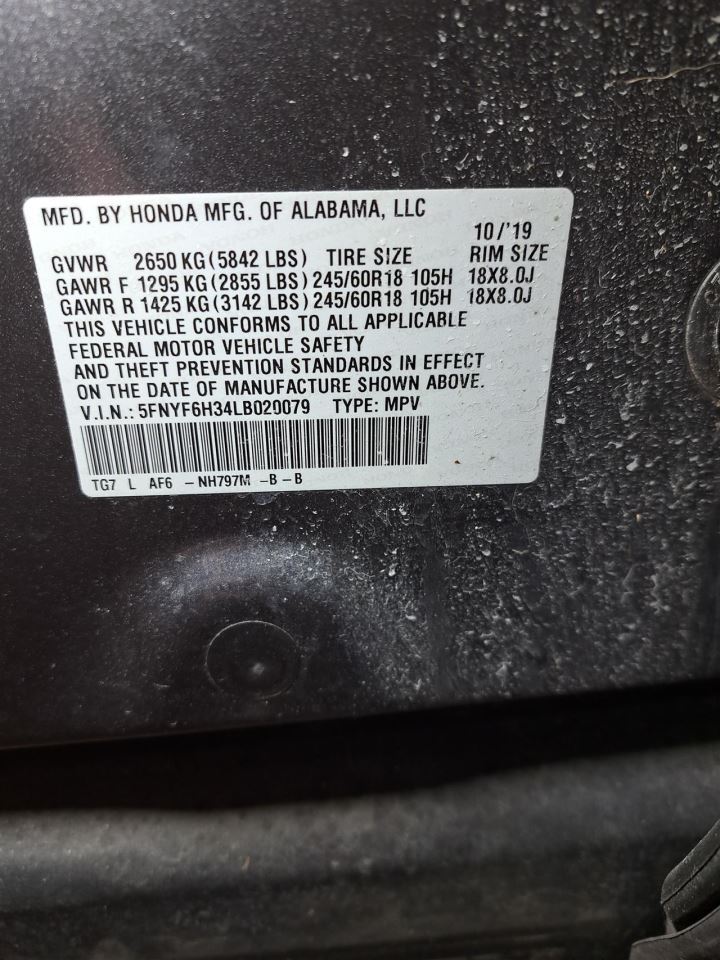 MFD. BY HONDA MFG. OF ALABAMA, LLC
10/'19
GVWR 2650 KG (5842 LBS) TIRE SIZE RIM SIZE
GAWR F 1295 KG (2855 LBS) 245/60R18 105H 18X8.0J
GAWR R 1425 KG (3142 LBS) 245/60R18 105H 18X8.0J
THIS VEHICLE CONFORMS TO ALL APPLICABLE
FEDERAL MOTOR VEHICLE SAFETY
AND THEFT PREVENTION STANDARDS IN EFFECT
ON THE DATE OF MANUFACTURE SHOWN ABOVE.
V.I.N.: 5FNYF6H34LB020079 TYPE: MPV
TG7 L AF6 -NH797M -B-B